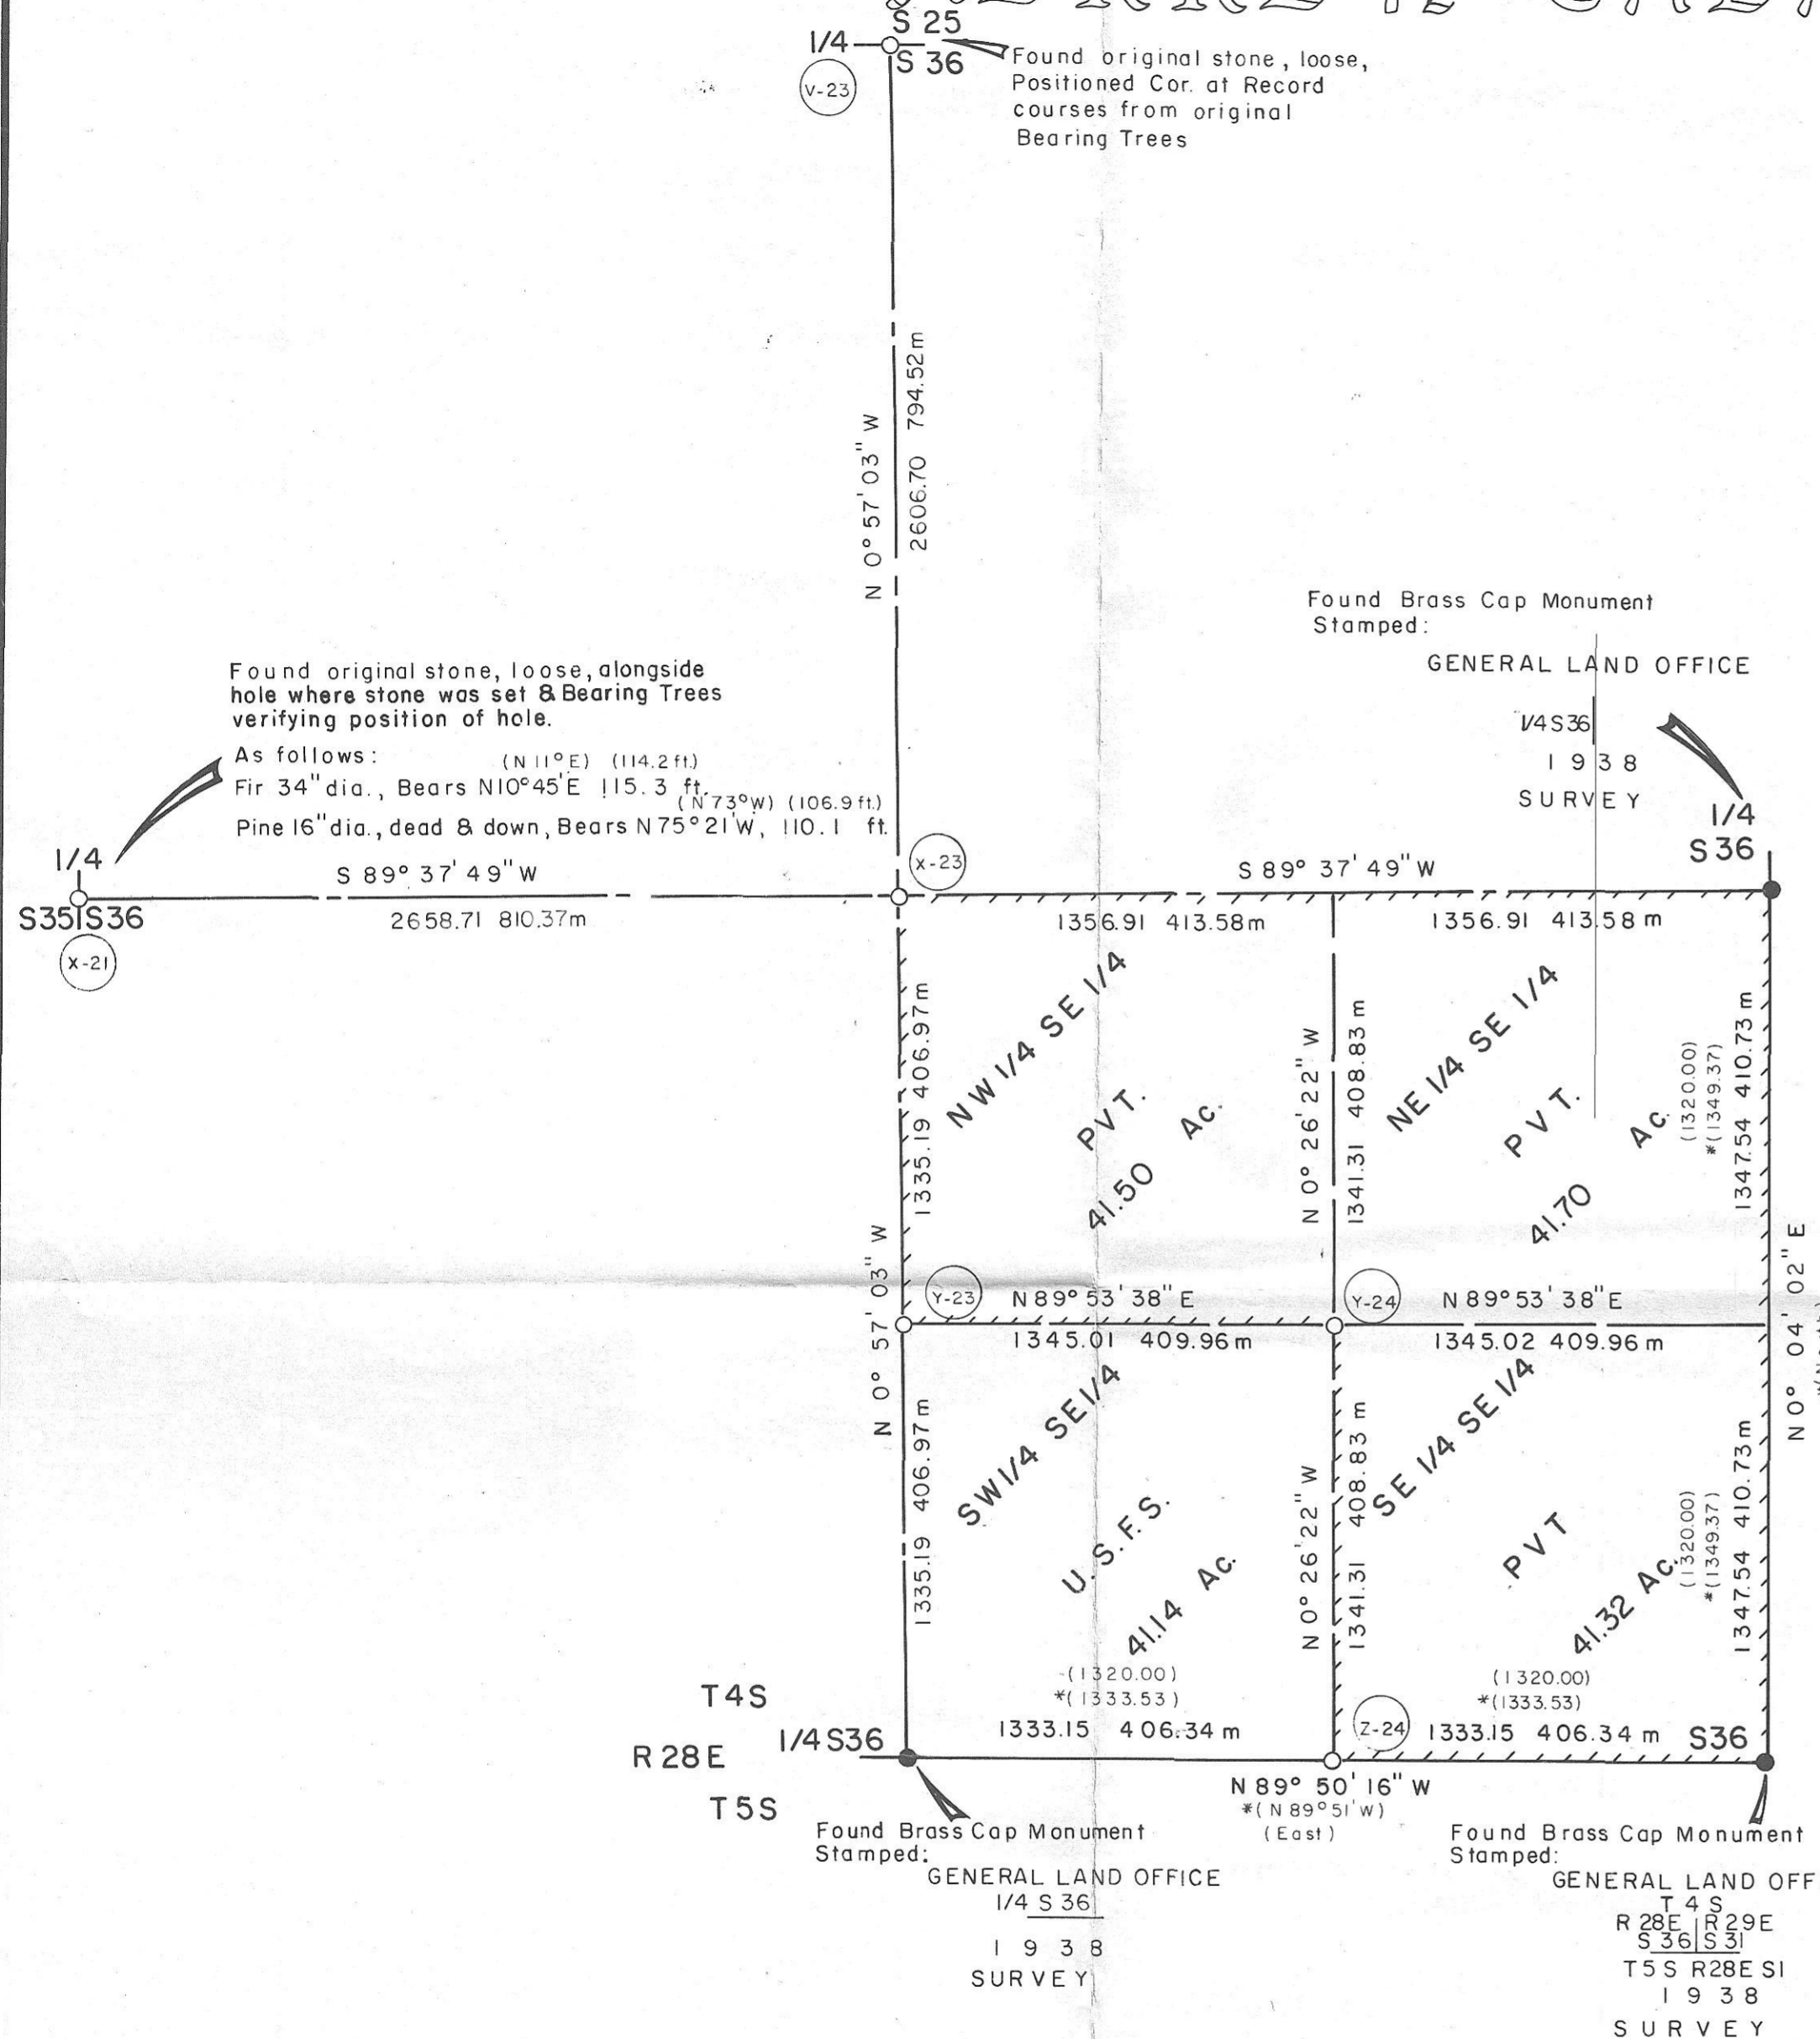 S 25
1/4
S 36
V-23
Found original stone, loose,
Positioned Cor. at Record
courses from original
Bearing Trees
N 0° 57' 03" W
2606.70 794.52m
Found Brass Cap Monument
Stamped:
GENERAL LAND OFFICE
1/4 S36
1 9 3 8
SURVEY
1/4
S 36
Found original stone, loose, alongside
hole where stone was set & Bearing Trees
verifying position of hole.
As follows: (N 11° E) (114.2 ft.)
Fir 34" dia., Bears N10°45'E 115.3 ft.
(N 73° W) (106.9 ft.)
Pine 16" dia., dead & down, Bears N 75° 21' W, 110.1 ft.
1/4
S35 S36
X-21
S 89° 37' 49" W
2658.71 810.37m
X-23
S 89° 37' 49" W
1356.91 413.58m
1356.91 413.58 m
1335.19 406.97m
NW 1/4 SE 1/4
PVT.
41.50 Ac.
N 0° 26' 22" W
1341.31 408.83 m
NE 1/4 SE 1/4
PVT.
41.70 Ac.
(1320.00)
*(1349.37)
1347.54 410.73 m
N 0° 57' 03" W
N 0° 04' 02" E
Y-23
N 89° 53' 38" E
1345.01 409.96 m
Y-24
N 89° 53' 38" E
1345.02 409.96 m
1335.19 406.97m
SW 1/4 SE 1/4
U.S.F.S.
41.14 Ac.
(1320.00)
*(1333.53)
1333.15 406.34 m
N 0° 26' 22" W
1341.31 408.83 m
SE 1/4 SE 1/4
PVT
41.32 Ac.
(1320.00)
*(1349.37)
1347.54 410.73 m
(1320.00)
*(1333.53)
1333.15 406.34 m
Z-24
S36
T4S
R 28E 1/4 S36
T5S
N 89° 50' 16" W
*(N 89° 51' W)
(East)
Found Brass Cap Monument
Stamped:
GENERAL LAND OFFICE
1/4 S 36
1 9 3 8
SURVEY
Found Brass Cap Monument
Stamped:
GENERAL LAND OFF
T 4 S
R 28E R 29E
S 36 S 31
T5S R28E S1
1 9 3 8
SURVEY